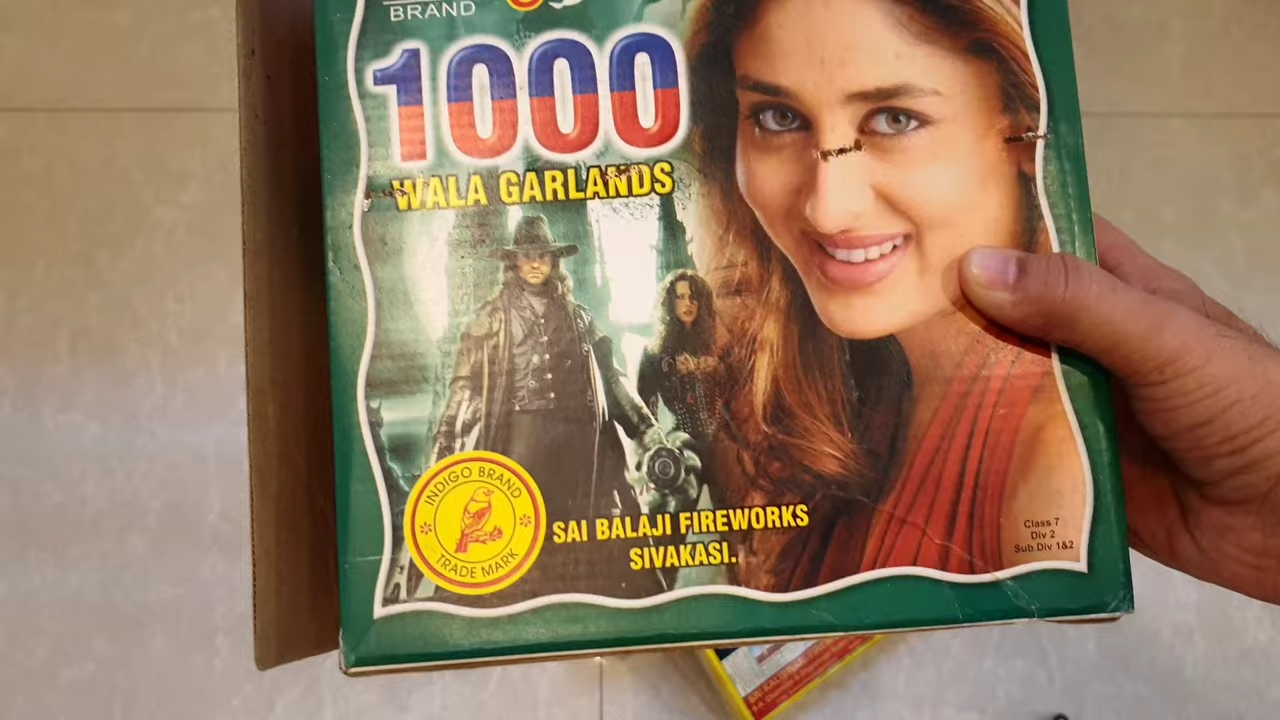 BRAND
1000
WALA GARLANDS
INDIGO BRAND
TRADE MARK
SAI BALAJI FIREWORKS
SIVAKASI.
Class 7
Div 2
Sub Div 1&2